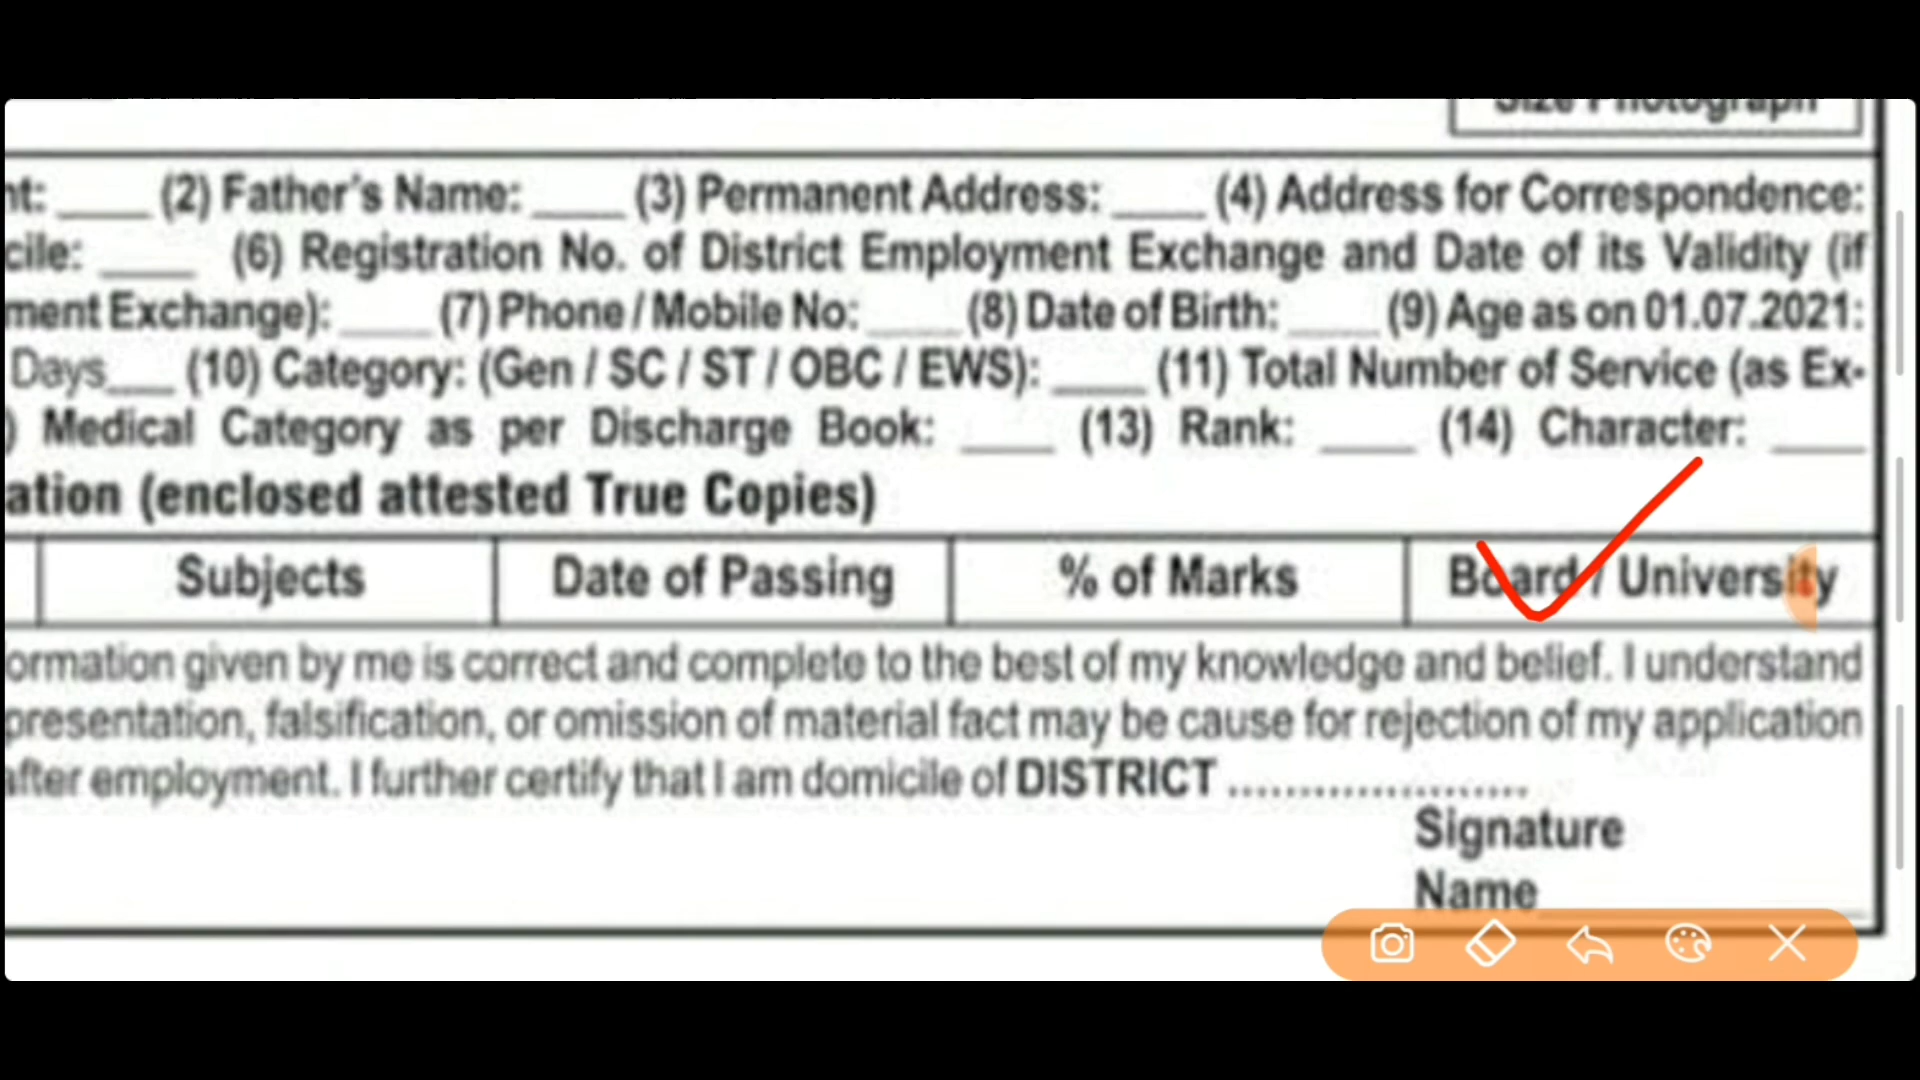 Size Photograph
nt: ____ (2) Father's Name: ____ (3) Permanent Address: ____ (4) Address for Correspondence:
cile: ____ (6) Registration No. of District Employment Exchange and Date of its Validity (if
ment Exchange): ____ (7) Phone / Mobile No: ____ (8) Date of Birth: ____ (9) Age as on 01.07.2021:
Days___ (10) Category: (Gen / SC / ST / OBC / EWS): ____ (11) Total Number of Service (as Ex-
) Medical Category as per Discharge Book: ____ (13) Rank: ____ (14) Character: ____
ation (enclosed attested True Copies)
Subjects Date of Passing % of Marks Board / University
ormation given by me is correct and complete to the best of my knowledge and belief. I understand
presentation, falsification, or omission of material fact may be cause for rejection of my application
after employment. I further certify that I am domicile of DISTRICT .....................
Signature
Name_______________